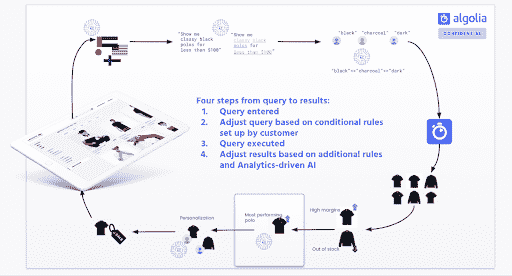 algolia
CONFIDENTIAL
"Show me
classy black
polos for
less than $100"
"Show me
classy black
polos for
less than $100"
"black" "charcoal" "dark"
"black"<=>"charcoal"<=>"dark"
Four steps from query to results:
1. Query entered
2. Adjust query based on conditional rules
set up by customer
3. Query executed
4. Adjust results based on additional rules
and Analytics-driven AI
Personalization
Most performing
polo
High margins
Out of stock